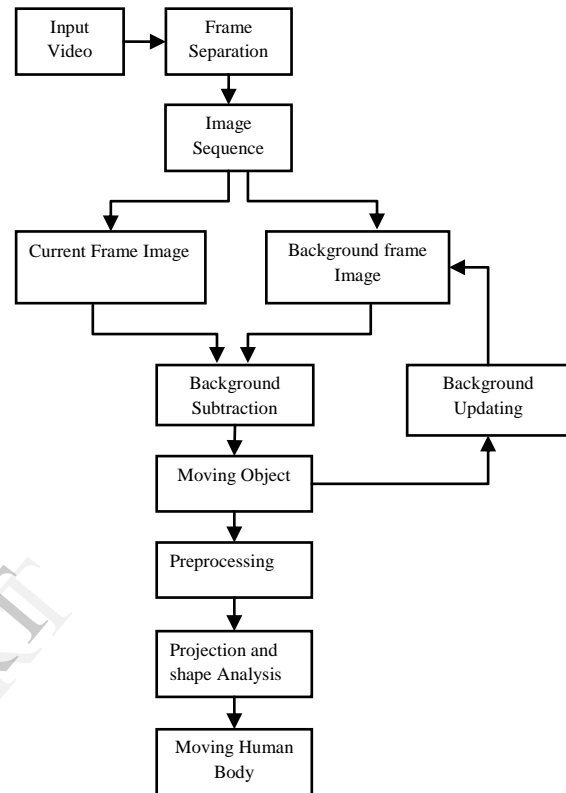 Input
Video
Frame
Separation
Image
Sequence
Current Frame Image
Background frame
Image
Background
Subtraction
Background
Updating
Moving Object
Preprocessing
Projection and
shape Analysis
Moving Human
Body